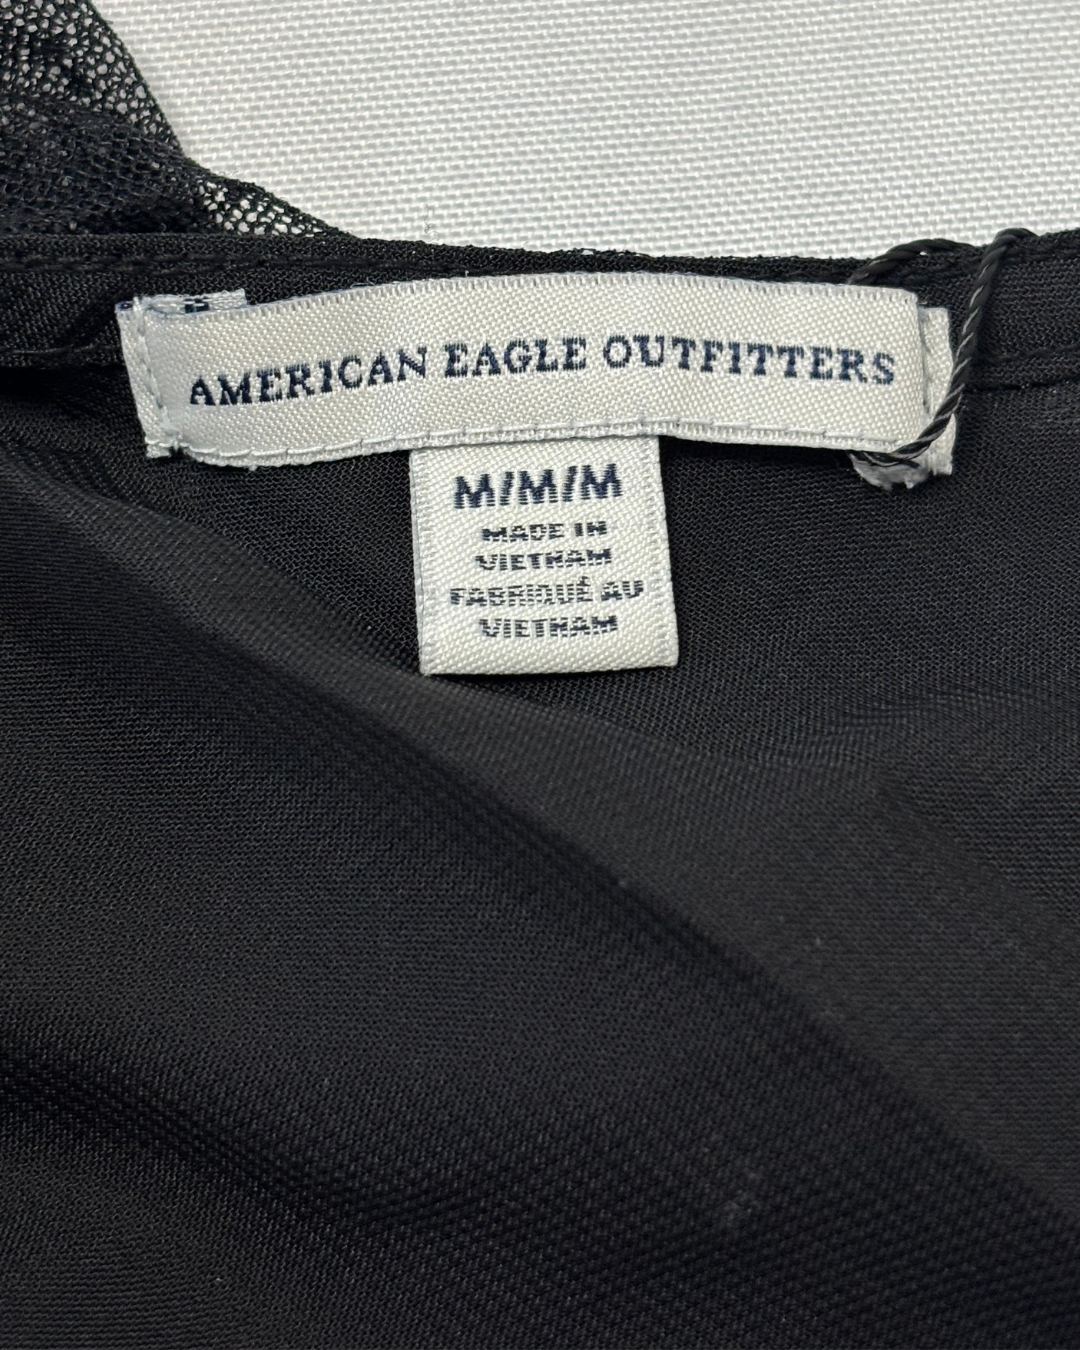 AMERICAN EAGLE OUTFITTERS
M/M/M
MADE IN
VIETNAM
FABRIQUÉ AU
VIETNAM